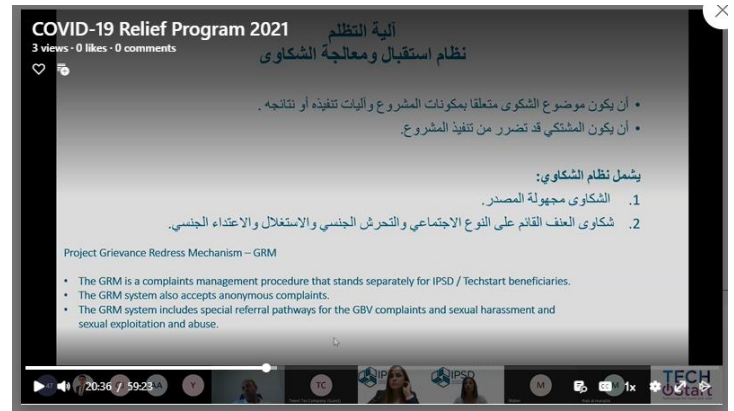 COVID-19 Relief Program 2021
3 views · 0 likes · 0 comments
آلية التظلم
نظام استقبال ومعالجة الشكاوى
• أن يكون موضوع الشكوى متعلقا بمكونات المشروع وآليات تنفيذه أو نتائجه .
• أن يكون المشتكي قد تضرر من تنفيذ المشروع.
يشمل نظام الشكاوي:
1. الشكاوى مجهولة المصدر.
2. شكاوى العنف القائم على النوع الاجتماعي والتحرش الجنسي والاستغلال والاعتداء الجنسي.
Project Grievance Redress Mechanism – GRM
• The GRM is a complaints management procedure that stands separately for IPSD / Techstart beneficiaries.
• The GRM system also accepts anonymous complaints.
• The GRM system includes special referral pathways for the GBV complaints and sexual harassment and
sexual exploitation and abuse.
20:36 / 59:23
AA
Y
TC
IPSD
IPSD
M
CC
1x
M
TECH
START